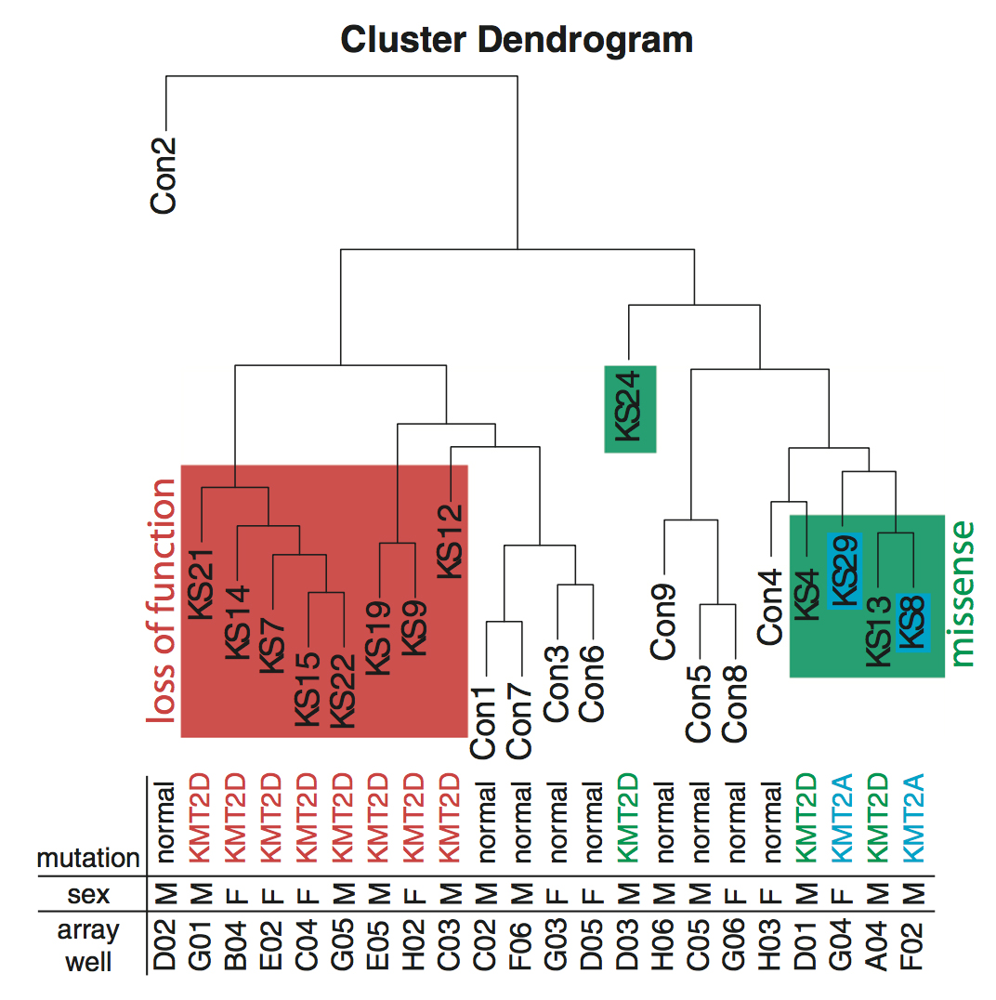 Cluster Dendrogram
Con2
KS21
KS14
KS7
KS15
KS22
KS19
KS9
KS12
Con1
Con7
Con3
Con6
KS24
Con9
Con5
Con8
Con4
KS4
KS29
KS13
KS8
loss of function
missense
mutation normal KMT2D KMT2D KMT2D KMT2D KMT2D KMT2D KMT2D KMT2D normal normal normal normal KMT2D normal normal normal normal KMT2D KMT2A KMT2D KMT2A
sex M M F F F M M F M M M F F M M M F F M F M M
array well D02 G01 B04 E02 C04 G05 E05 H02 C03 C02 F06 G03 D05 D03 H06 C05 G06 H03 D01 G04 A04 F02